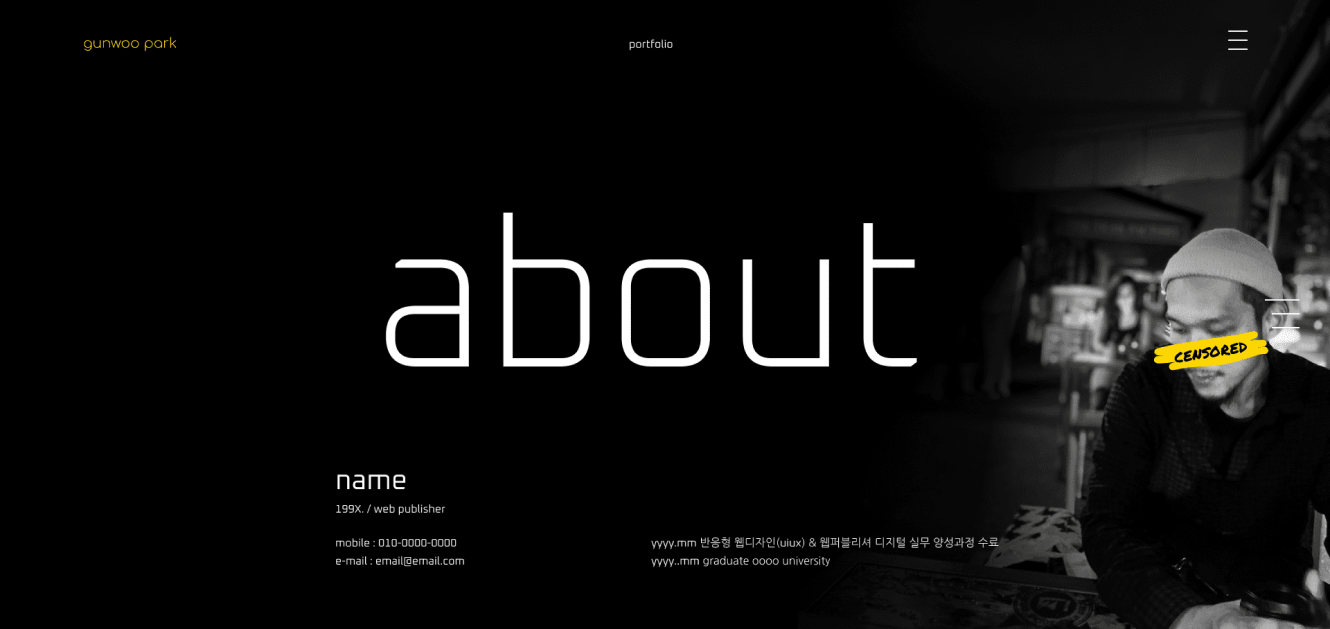 gunwoo park
portfolio
about
CENSORED
name
199X. / web publisher
mobile : 010-0000-0000
e-mail : email@email.com
yyyy.mm 반응형 웹디자인(uiux) & 웹퍼블리셔 디지털 실무 양성과정 수료
yyyy..mm graduate oooo university